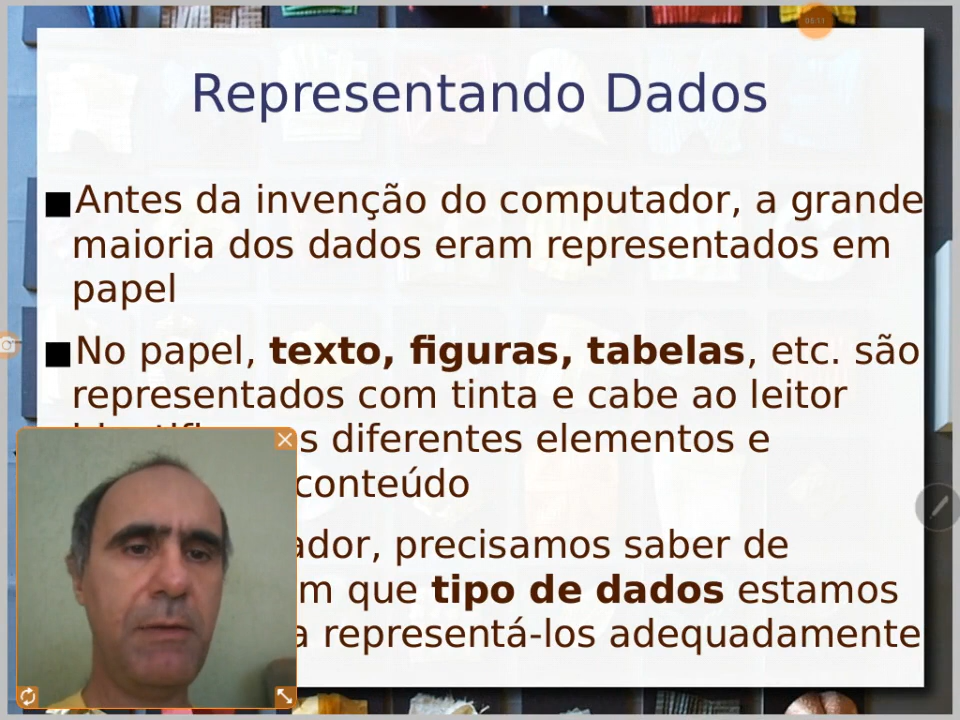 05:11
Representando Dados
Antes da invenção do computador, a grande
maioria dos dados eram representados em
papel
No papel, texto, figuras, tabelas, etc. são
representados com tinta e cabe ao leitor
diferentes elementos e
conteúdo
precisamos saber de
que tipo de dados estamos
representá-los adequadamente